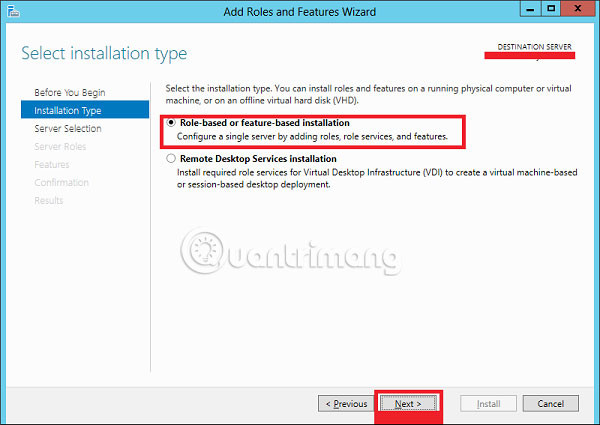 Add Roles and Features Wizard
Select installation type
DESTINATION SERVER
Before You Begin
Installation Type
Server Selection
Server Roles
Features
Confirmation
Results
Select the installation type. You can install roles and features on a running physical computer or virtual
machine, or on an offline virtual hard disk (VHD).
Role-based or feature-based installation
Configure a single server by adding roles, role services, and features.
Remote Desktop Services installation
Install required role services for Virtual Desktop Infrastructure (VDI) to create a virtual machine-based
or session-based desktop deployment.
Quantrimang
< Previous
Next >
Install
Cancel